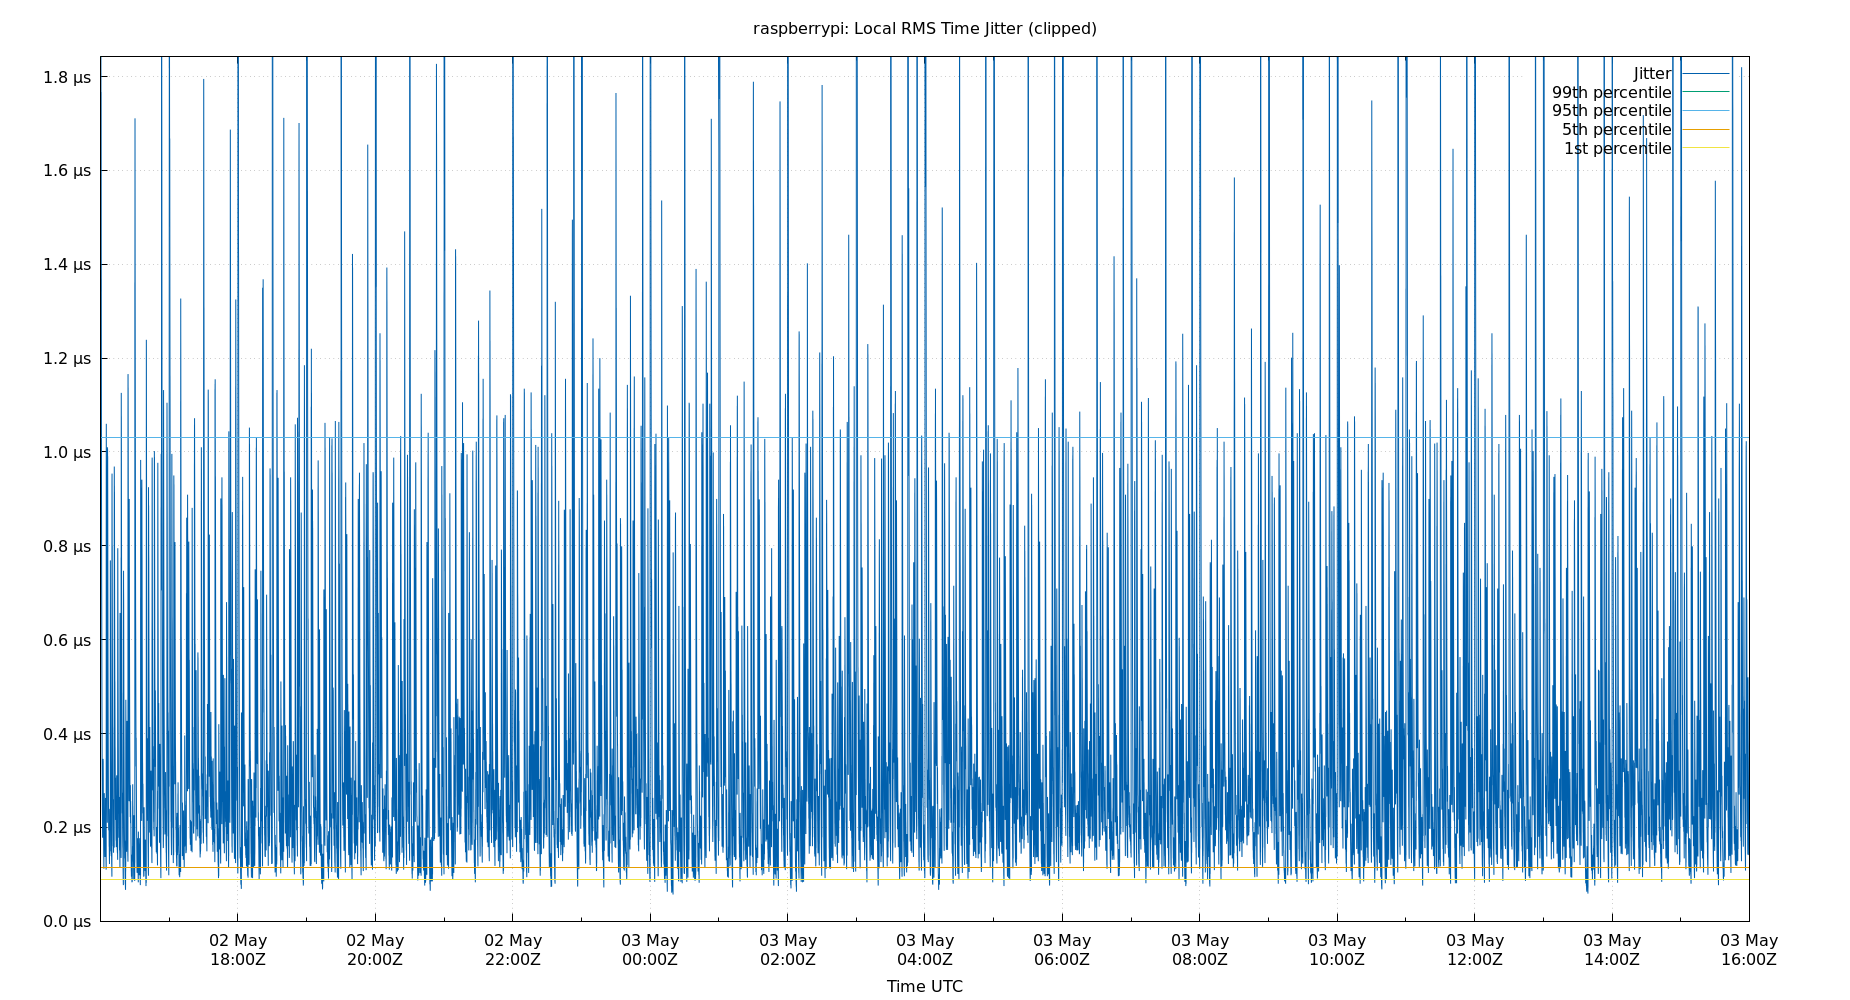 raspberrypi: Local RMS Time Jitter (clipped)
1.8 µs
1.6 µs
1.4 µs
1.2 µs
1.0 µs
0.8 µs
0.6 µs
0.4 µs
0.2 µs
0.0 µs
Jitter
99th percentile
95th percentile
5th percentile
1st percentile
02 May 02 May 02 May 03 May 03 May 03 May 03 May 03 May 03 May 03 May 03 May 03 May
18:00Z 20:00Z 22:00Z 00:00Z 02:00Z 04:00Z 06:00Z 08:00Z 10:00Z 12:00Z 14:00Z 16:00Z
Time UTC